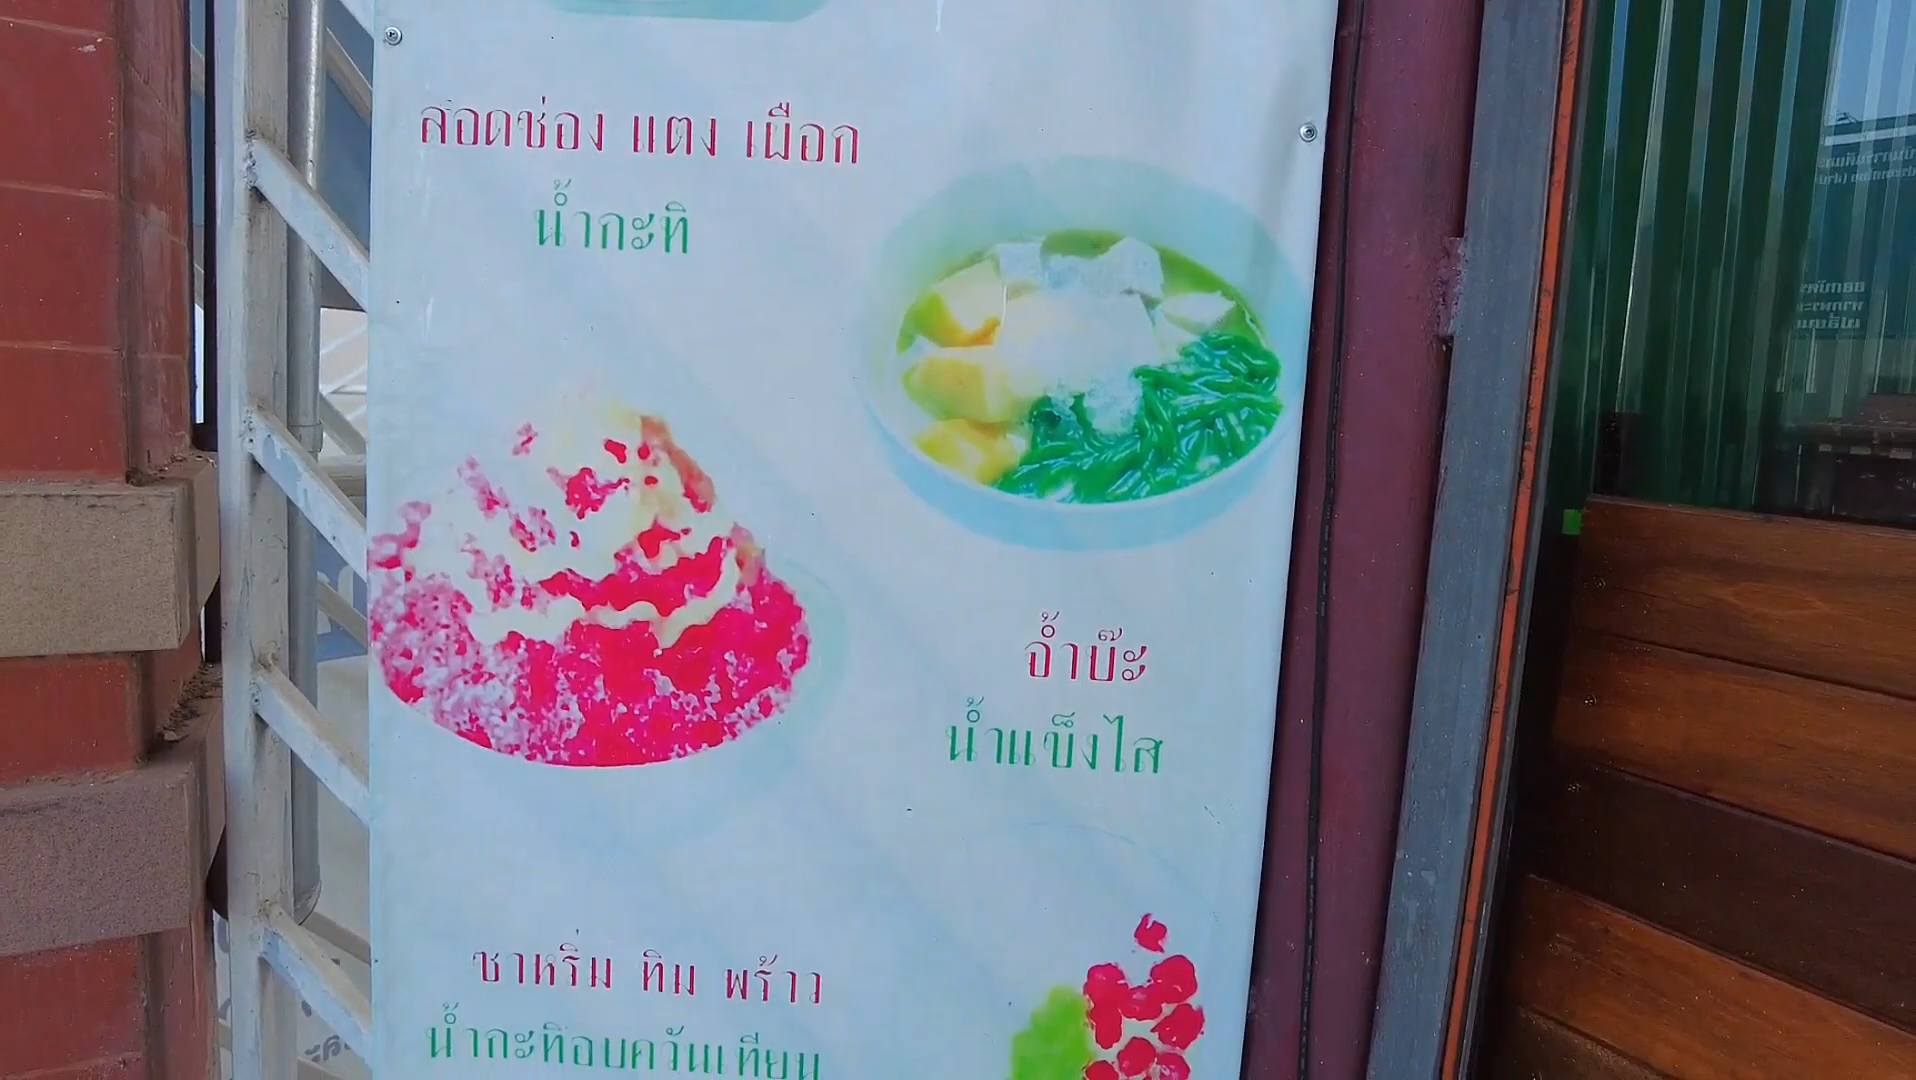 ลอดช่อง แตง เผือก
น้ำกะทิ
จ้ำบ๊ะ
น้ำแข็งใส
ซาหริ่ม ทิม พร้าว
น้ำกะทิอบควันเทียน